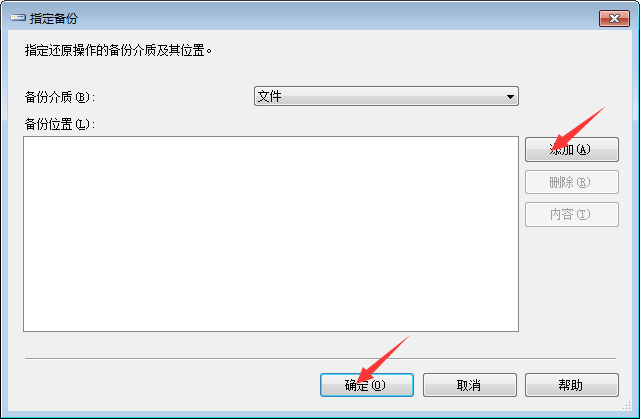 指定备份
指定还原操作的备份介质及其位置。
备份介质(B):
文件
备份位置(L):
添加(A)
删除(R)
内容(T)
确定(O)
取消
帮助